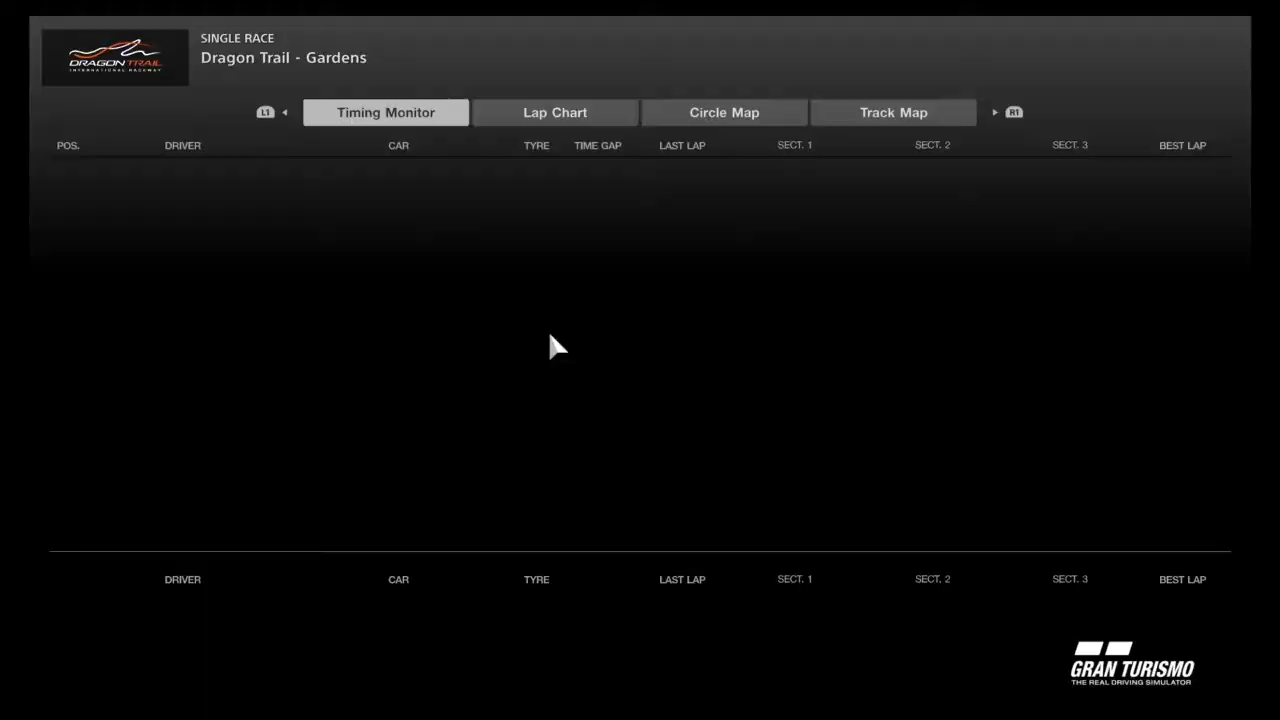 DRAGON TRAIL
INTERNATIONAL RACEWAY
SINGLE RACE
Dragon Trail - Gardens
L1 Timing Monitor Lap Chart Circle Map Track Map R1
POS. DRIVER CAR TYRE TIME GAP LAST LAP SECT. 1 SECT. 2 SECT. 3 BEST LAP
DRIVER CAR TYRE LAST LAP SECT. 1 SECT. 2 SECT. 3 BEST LAP
GRAN TURISMO
THE REAL DRIVING SIMULATOR